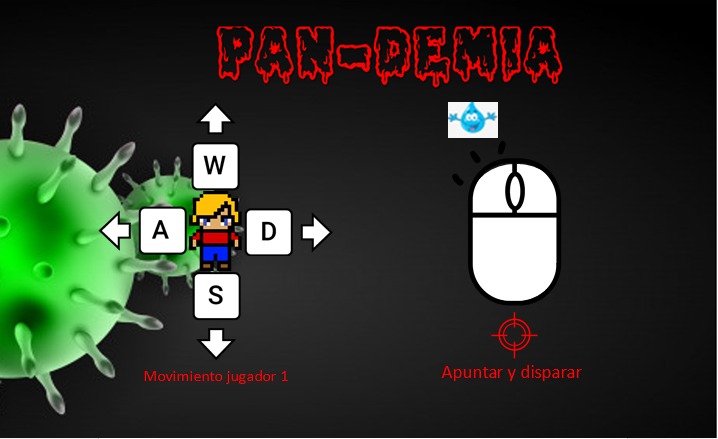 PAN-DEMIA
W
A
D
S
Movimiento jugador 1
Apuntar y disparar